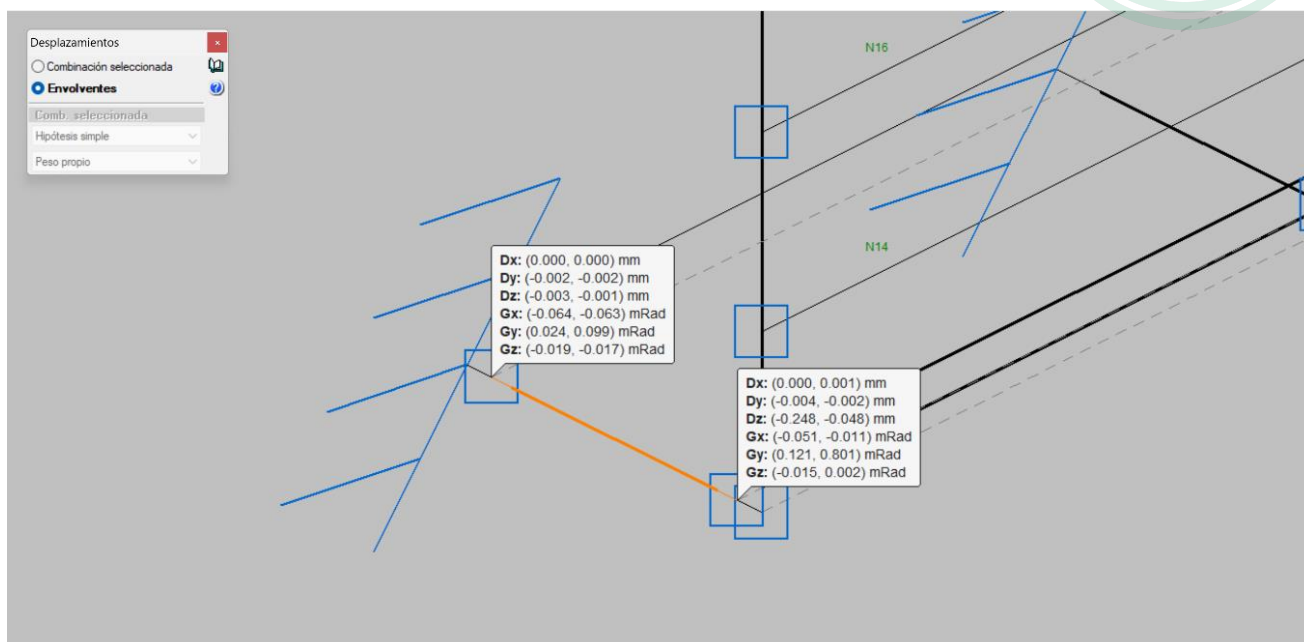 Desplazamientos
Combinación seleccionada
Envolventes
Comb. seleccionada
Hipótesis simple
Peso propio
N16
N14
Dx: (0.000, 0.000) mm
Dy: (-0.002, -0.002) mm
Dz: (-0.003, -0.001) mm
Gx: (-0.064, -0.063) mRad
Gy: (0.024, 0.099) mRad
Gz: (-0.019, -0.017) mRad
Dx: (0.000, 0.001) mm
Dy: (-0.004, -0.002) mm
Dz: (-0.248, -0.048) mm
Gx: (-0.051, -0.011) mRad
Gy: (0.121, 0.801) mRad
Gz: (-0.015, 0.002) mRad